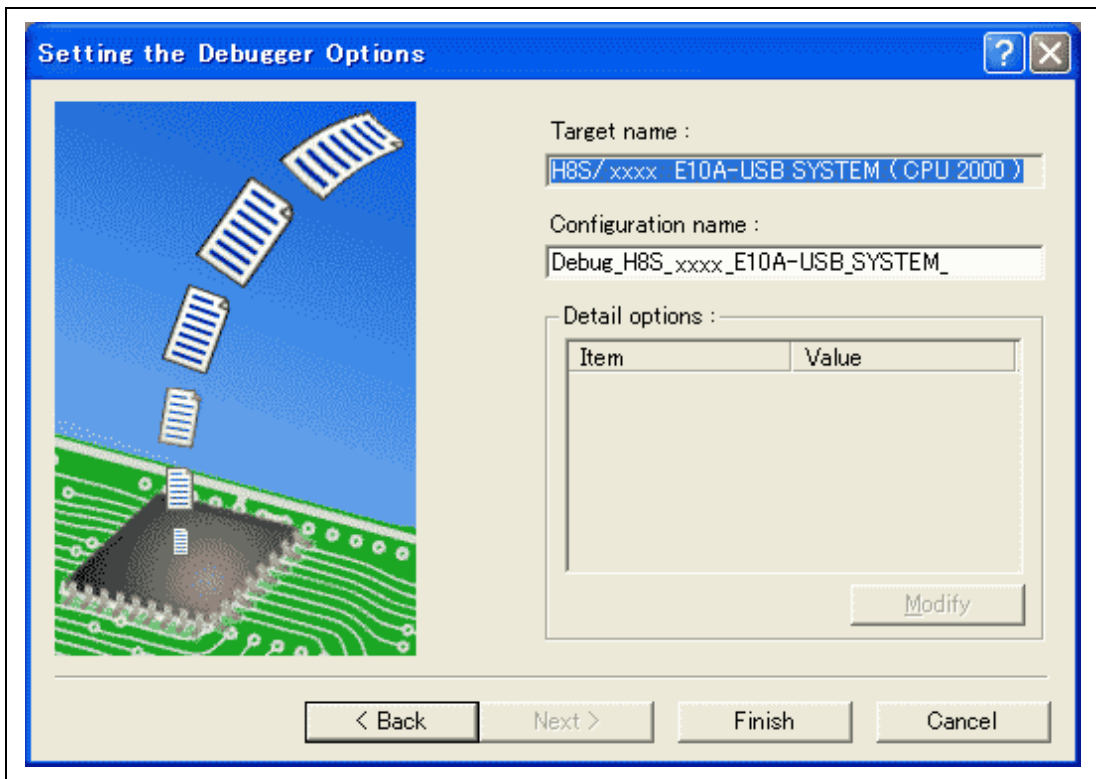 Setting the Debugger Options
Target name :
H8S/ xxxx E10A-USB SYSTEM ( CPU 2000 )
Configuration name :
Debug_H8S_xxxx_E10A-USB_SYSTEM_
Detail options :
Item Value
Modify
< Back Next > Finish Cancel